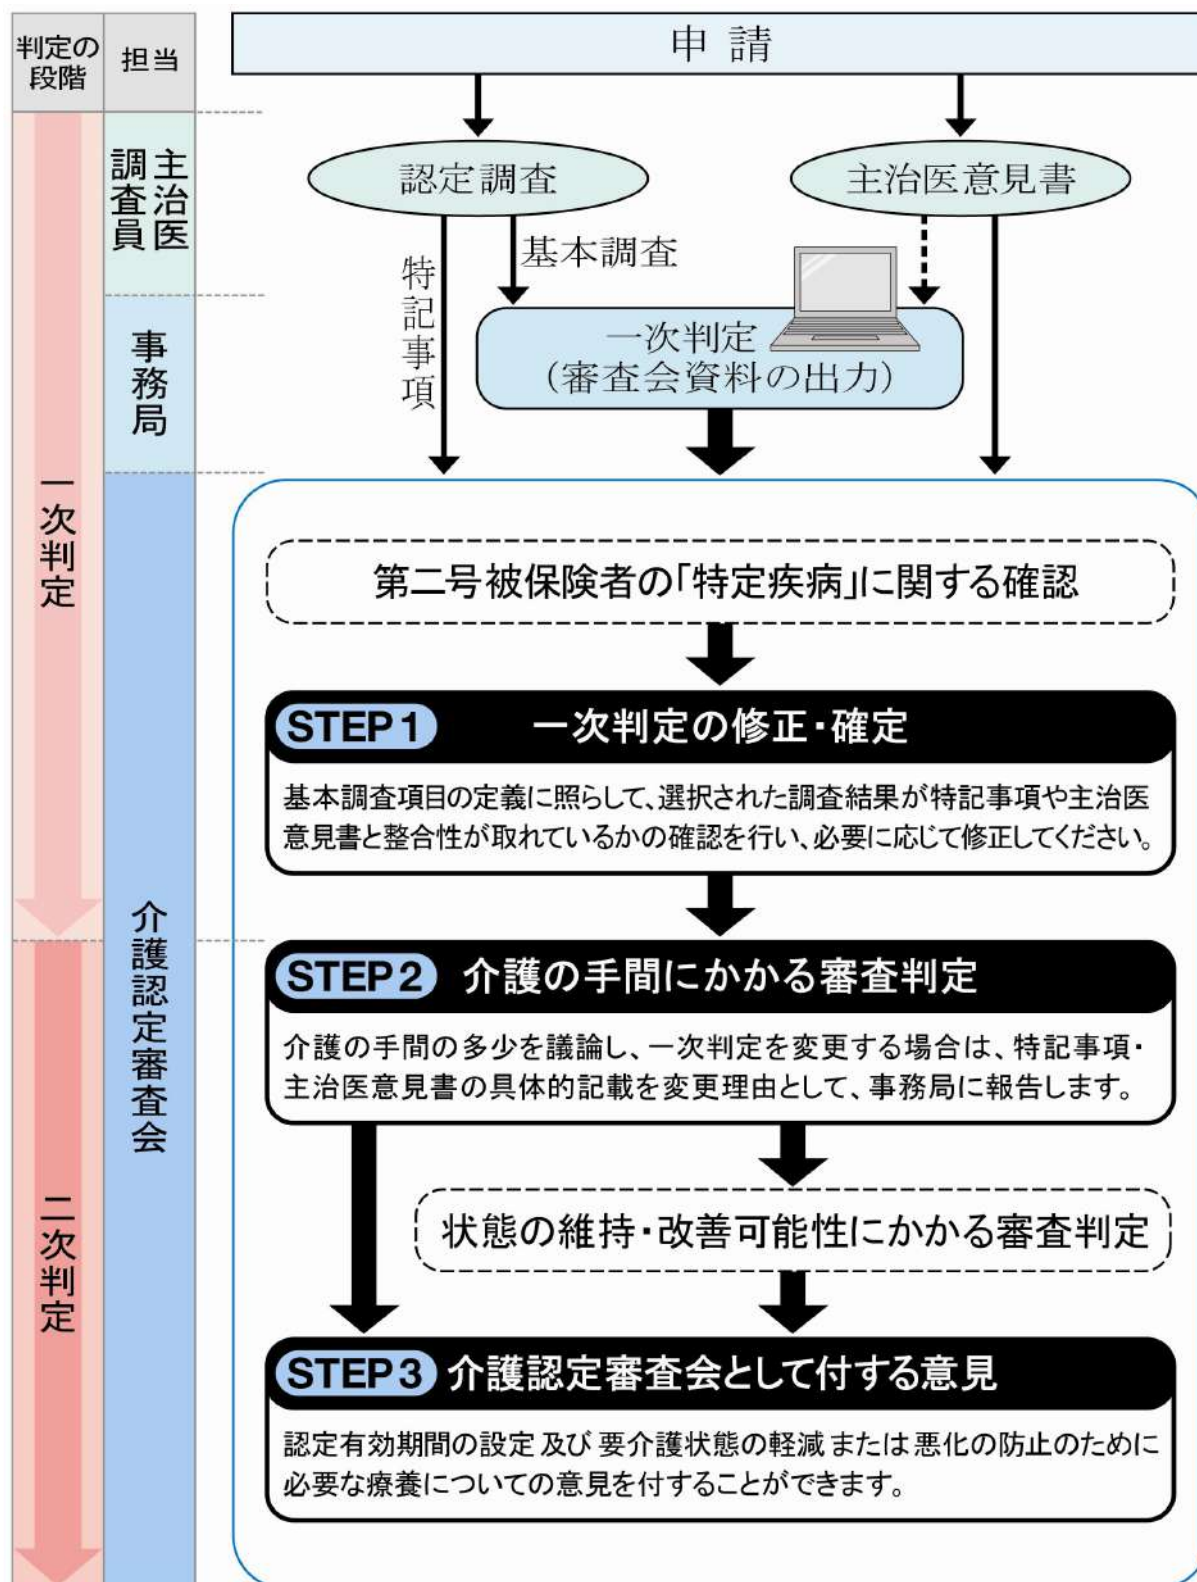 判定の
段階
担当
申請
調査員
主治医
認定調査
主治医意見書
特記事項
基本調査
事務局
一次判定
（審査会資料の出力）
一次判定
第二号被保険者の「特定疾病」に関する確認
STEP1 一次判定の修正・確定
基本調査項目の定義に照らして、選択された調査結果が特記事項や主治医
意見書と整合性が取れているかの確認を行い、必要に応じて修正してください。
介護認定審査会
STEP2 介護の手間にかかる審査判定
介護の手間の多少を議論し、一次判定を変更する場合は、特記事項・
主治医意見書の具体的記載を変更理由として、事務局に報告します。
二次判定
状態の維持・改善可能性にかかる審査判定
STEP3 介護認定審査会として付する意見
認定有効期間の設定及び要介護状態の軽減または悪化の防止のために
必要な療養についての意見を付することができます。